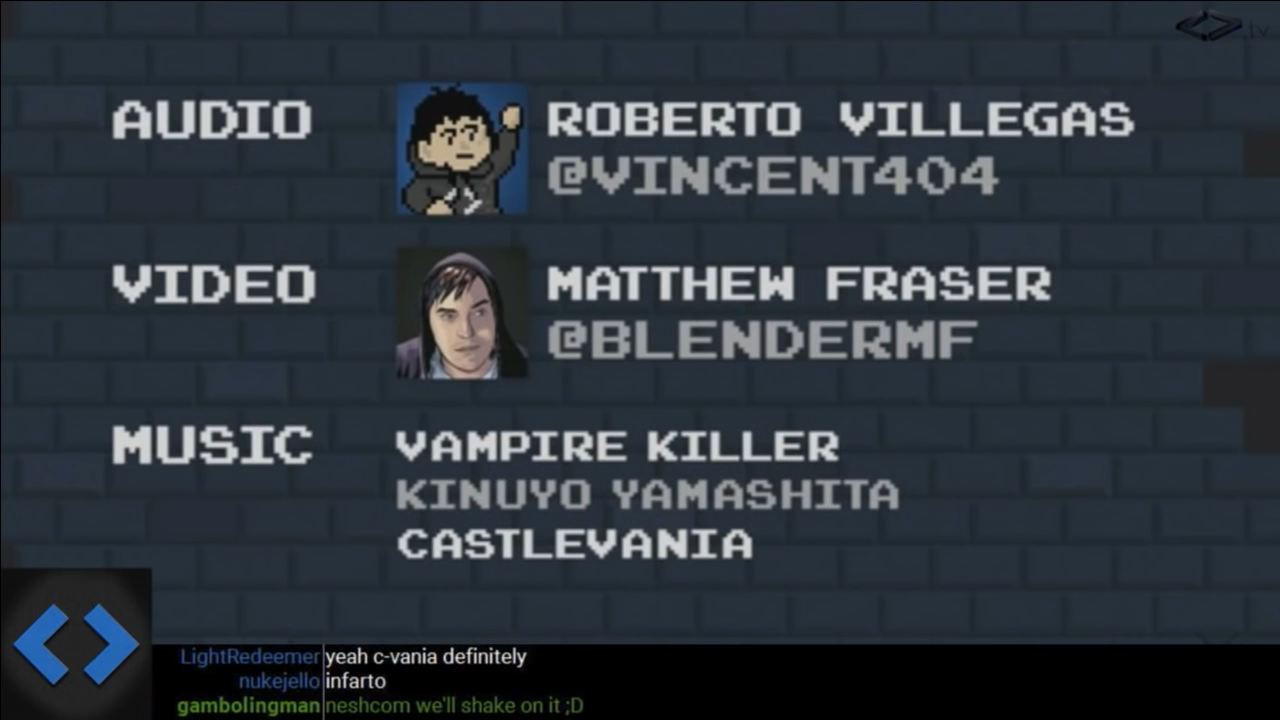 .tv
AUDIO
ROBERTO VILLEGAS
@VINCENT404
VIDEO
MATTHEW FRASER
@BLENDERMF
MUSIC
VAMPIRE KILLER
KINUYO YAMASHITA
CASTLEVANIA
LightRedeemer yeah c-vania definitely
nukejello infarto
gambolingman neshcom we'll shake on it ;D